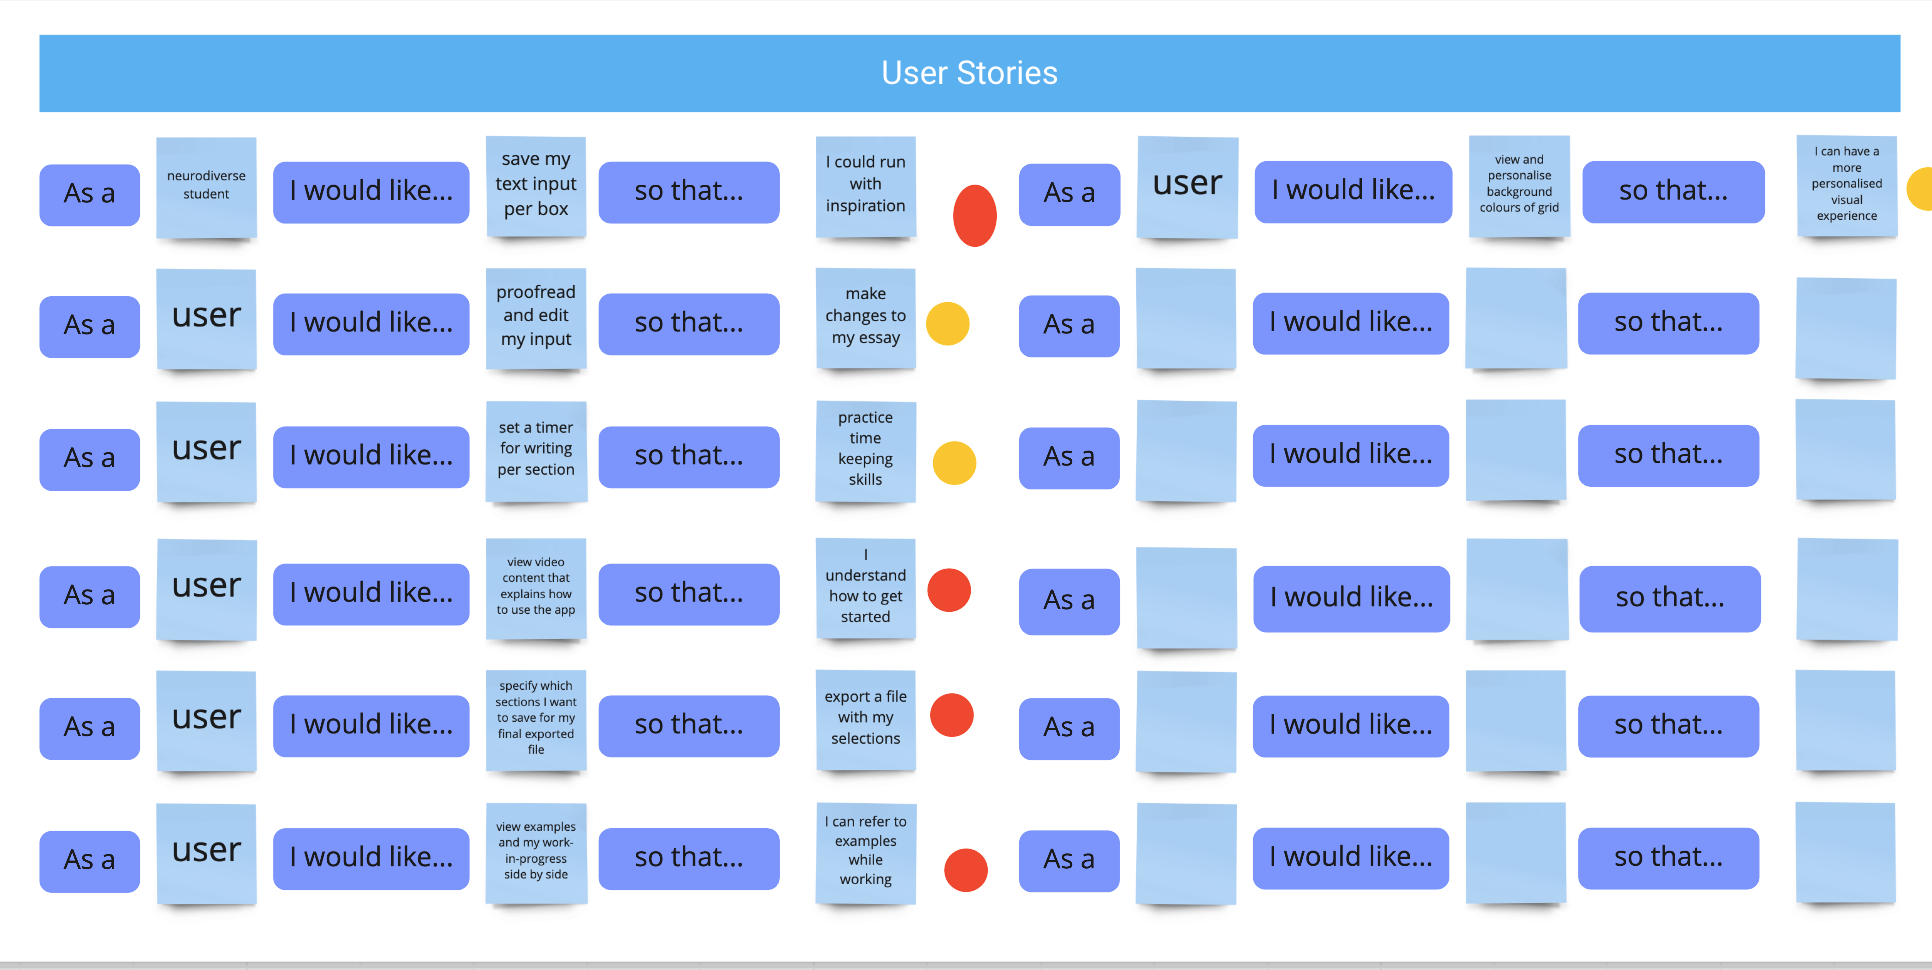 User Stories
As a
neurodiverse
student
I would like...
save my
text input
per box
so that...
I could run
with
inspiration
As a
user
I would like...
view and
personalise
background
colours of grid
so that...
I can have a
more
personalised
visual
experience
As a
user
I would like...
proofread
and edit
my input
so that...
make
changes to
my essay
As a
I would like...
so that...
As a
user
I would like...
set a timer
for writing
per section
so that...
practice
time
keeping
skills
As a
I would like...
so that...
As a
user
I would like...
view video
content that
explains how
to use the app
so that...
I
understand
how to get
started
As a
I would like...
so that...
As a
user
I would like...
specify which
sections I want
to save for my
final exported
file
so that...
export a file
with my
selections
As a
I would like...
so that...
As a
user
I would like...
view examples
and my work-
in-progress
side by side
so that...
I can refer to
examples
while
working
As a
I would like...
so that...